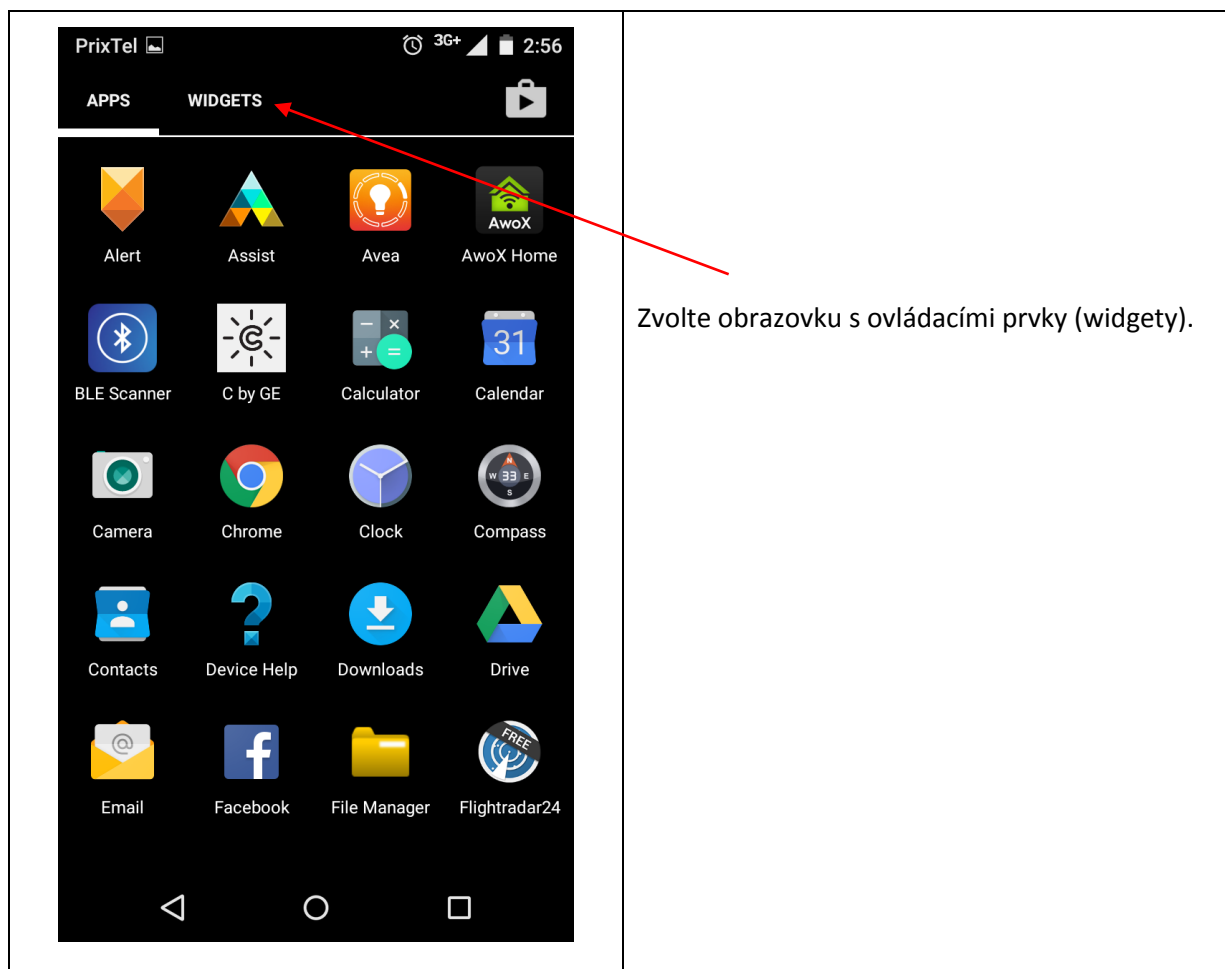 PrixTel 3G+ 2:56
APPS WIDGETS
AwoX
Alert Assist Avea AwoX Home
31
BLE Scanner C by GE Calculator Calendar
N
W 33 E
S
Camera Chrome Clock Compass
Contacts Device Help Downloads Drive
FREE
Email Facebook File Manager Flightradar24
Zvolte obrazovku s ovládacími prvky (widgety).